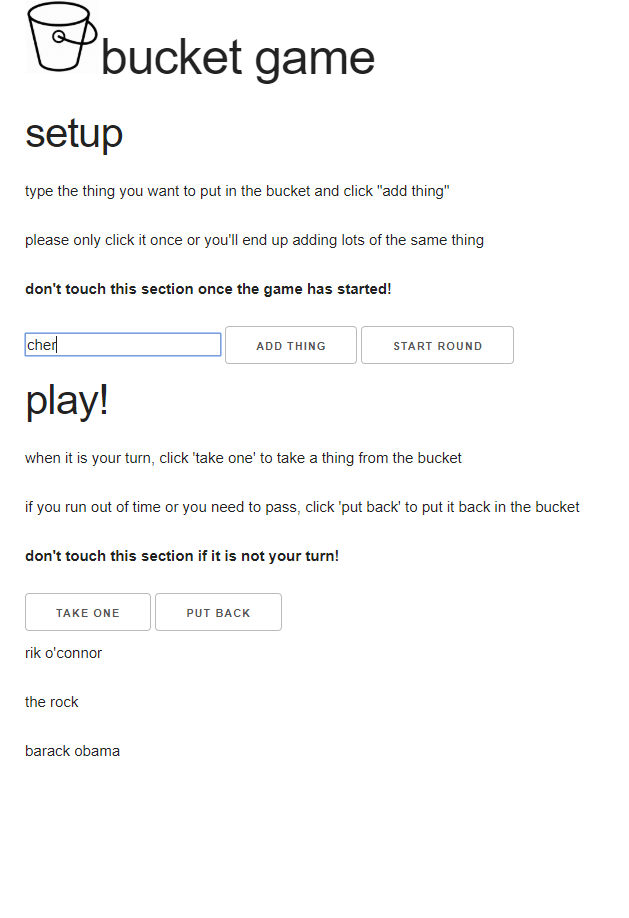 bucket game
setup
type the thing you want to put in the bucket and click "add thing"
please only click it once or you'll end up adding lots of the same thing
don't touch this section once the game has started!
cher ADD THING START ROUND
play!
when it is your turn, click 'take one' to take a thing from the bucket
if you run out of time or you need to pass, click 'put back' to put it back in the bucket
don't touch this section if it is not your turn!
TAKE ONE PUT BACK
rik o'connor
the rock
barack obama